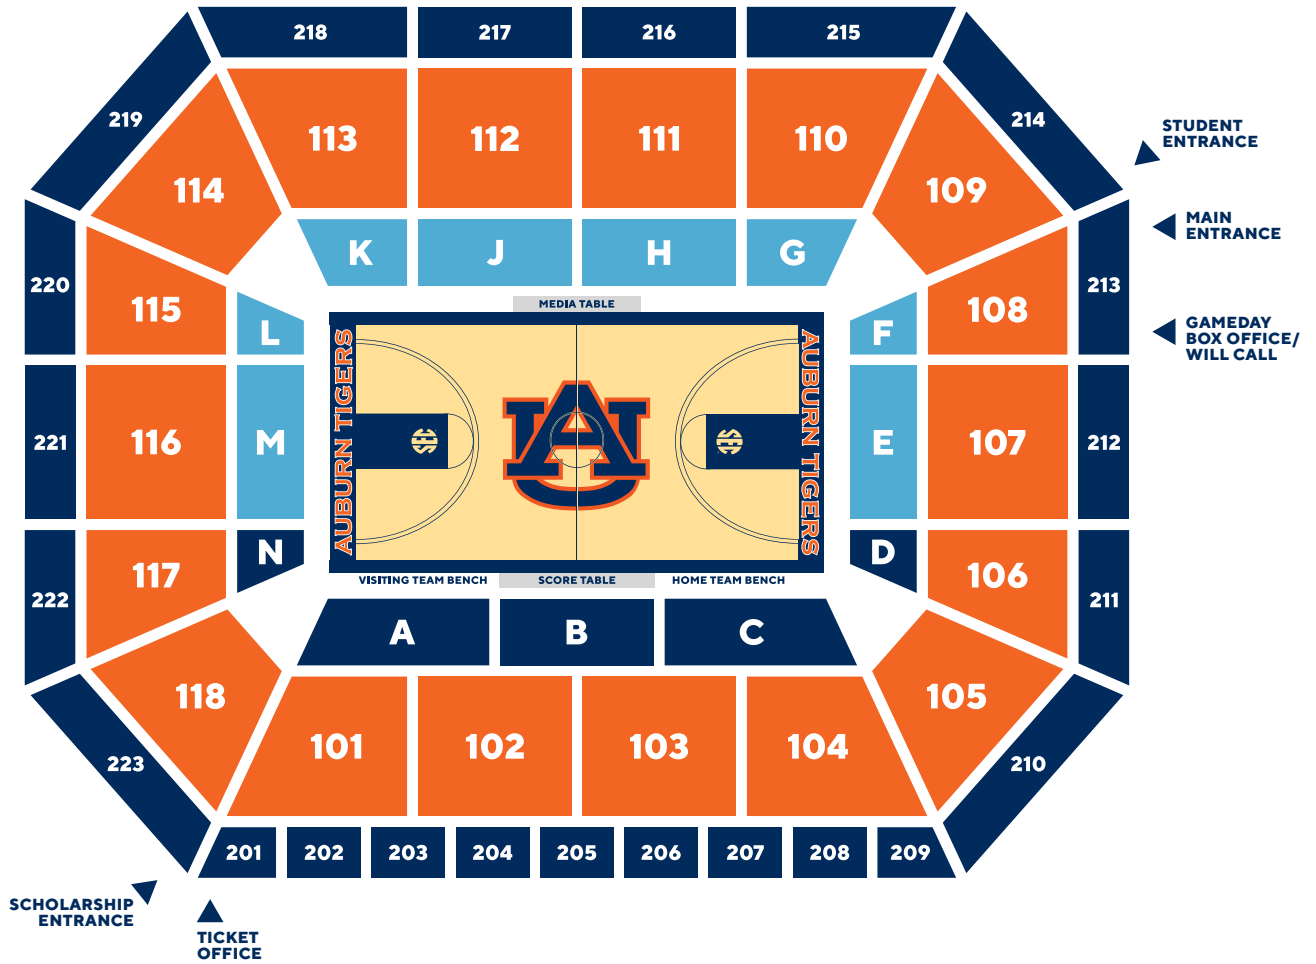 218
217
216
215
219
214
113
112
111
110
STUDENT
ENTRANCE
114
109
MAIN
ENTRANCE
K
J
H
G
220
115
108
213
MEDIA TABLE
L
F
GAMEDAY
BOX OFFICE/
WILL CALL
AUBURN TIGERS
AU
AUBURN TIGERS
221
116
M
SEC
SEC
E
107
212
N
D
117
106
VISITING TEAM BENCH
SCORE TABLE
HOME TEAM BENCH
222
211
A
B
C
118
105
101
102
103
104
223
210
201
202
203
204
205
206
207
208
209
SCHOLARSHIP
ENTRANCE
TICKET
OFFICE